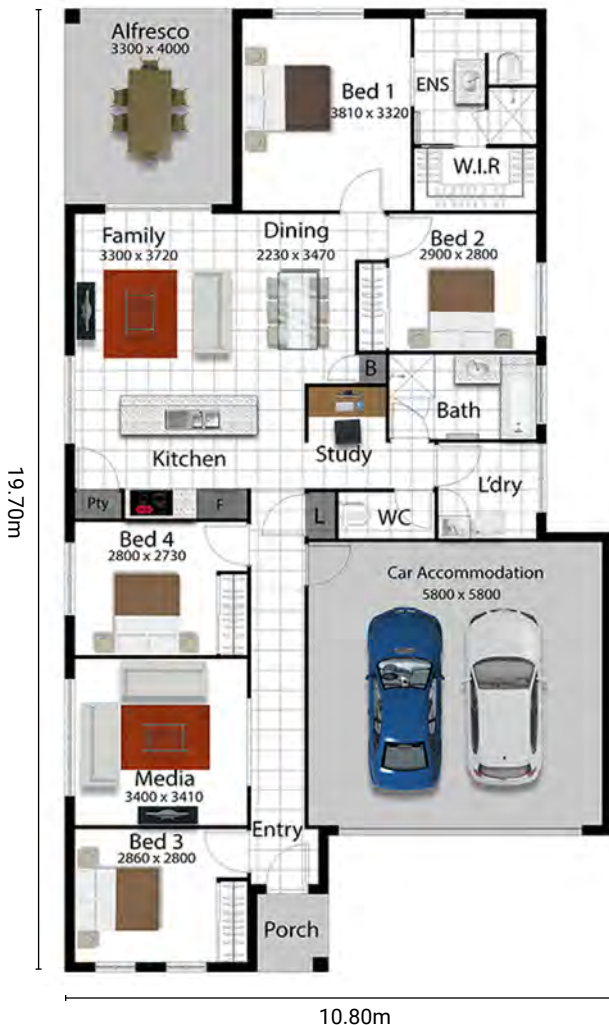 Alfresco
3300 x 4000
Bed 1
3810 x 3320
ENS
W.I.R
Family
3300 x 3720
Dining
2230 x 3470
Bed 2
2900 x 2800
B
Bath
Kitchen
Study
L'dry
Pty
F
L
WC
Bed 4
2800 x 2730
Car Accommodation
5800 x 5800
Media
3400 x 3410
Entry
Bed 3
2860 x 2800
Porch
19.70m
10.80m